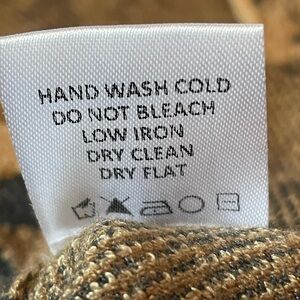 HAND WASH COLD
DO NOT BLEACH
LOW IRON
DRY CLEAN
DRY FLAT